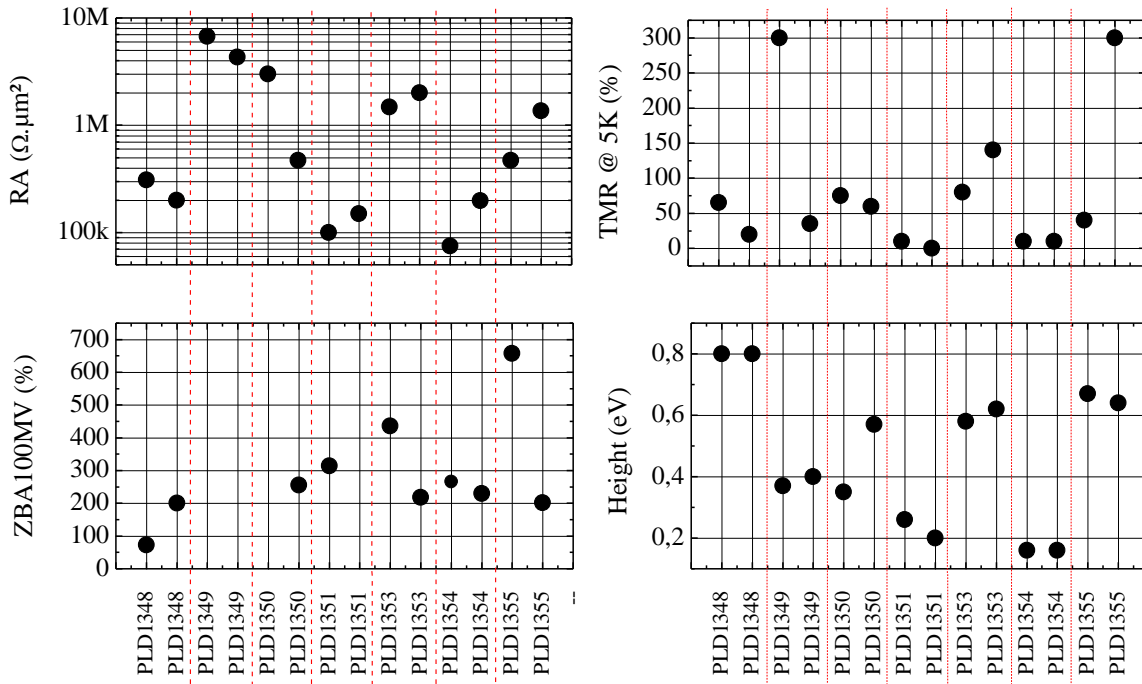 10M
1M
100k
RA (Ω.µm²)
300
250
200
150
100
50
0
TMR @ 5K (%)
700
600
500
400
300
200
100
0
ZBA100MV (%)
0,8
0,6
0,4
0,2
Height (eV)
PLD1348
PLD1348
PLD1349
PLD1349
PLD1350
PLD1350
PLD1351
PLD1351
PLD1353
PLD1353
PLD1354
PLD1354
PLD1355
PLD1355
--
PLD1348
PLD1348
PLD1349
PLD1349
PLD1350
PLD1350
PLD1351
PLD1351
PLD1353
PLD1353
PLD1354
PLD1354
PLD1355
PLD1355